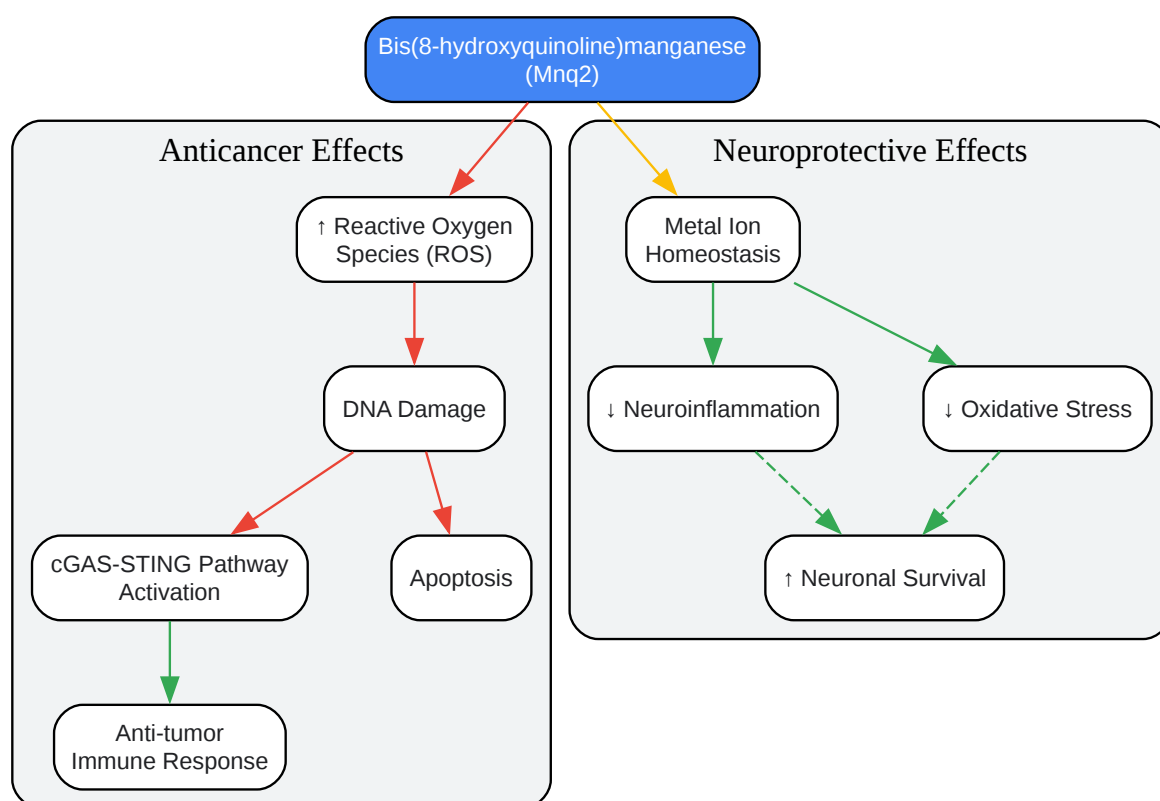 Bis(8-hydroxyquinoline)manganese
(Mnq2)
Anticancer Effects
↑ Reactive Oxygen
Species (ROS)
DNA Damage
cGAS-STING Pathway
Activation
Apoptosis
Anti-tumor
Immune Response
Neuroprotective Effects
Metal Ion
Homeostasis
↓ Neuroinflammation
↓ Oxidative Stress
↑ Neuronal Survival